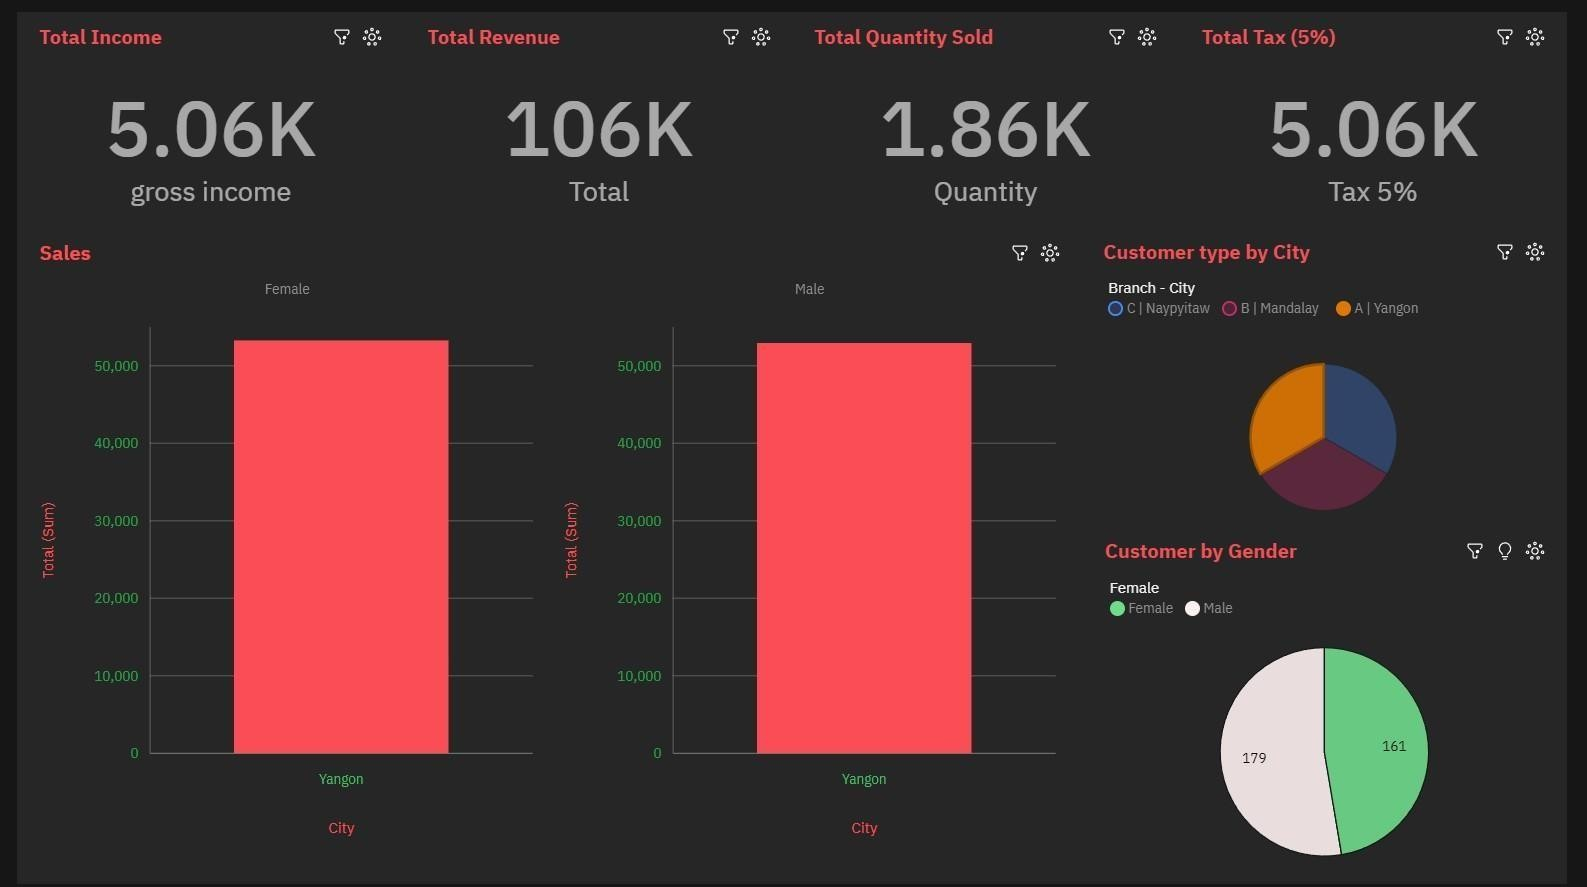 Total Income
Total Revenue
Total Quantity Sold
Total Tax (5%)
5.06K
gross income
106K
Total
1.86K
Quantity
5.06K
Tax 5%
Sales
Female
Total (Sum)
50,000
40,000
30,000
20,000
10,000
0
Yangon
City
Male
Total (Sum)
50,000
40,000
30,000
20,000
10,000
0
Yangon
City
Customer type by City
Branch - City
C | Naypyitaw B | Mandalay A | Yangon
Customer by Gender
Female
Female Male
179
161